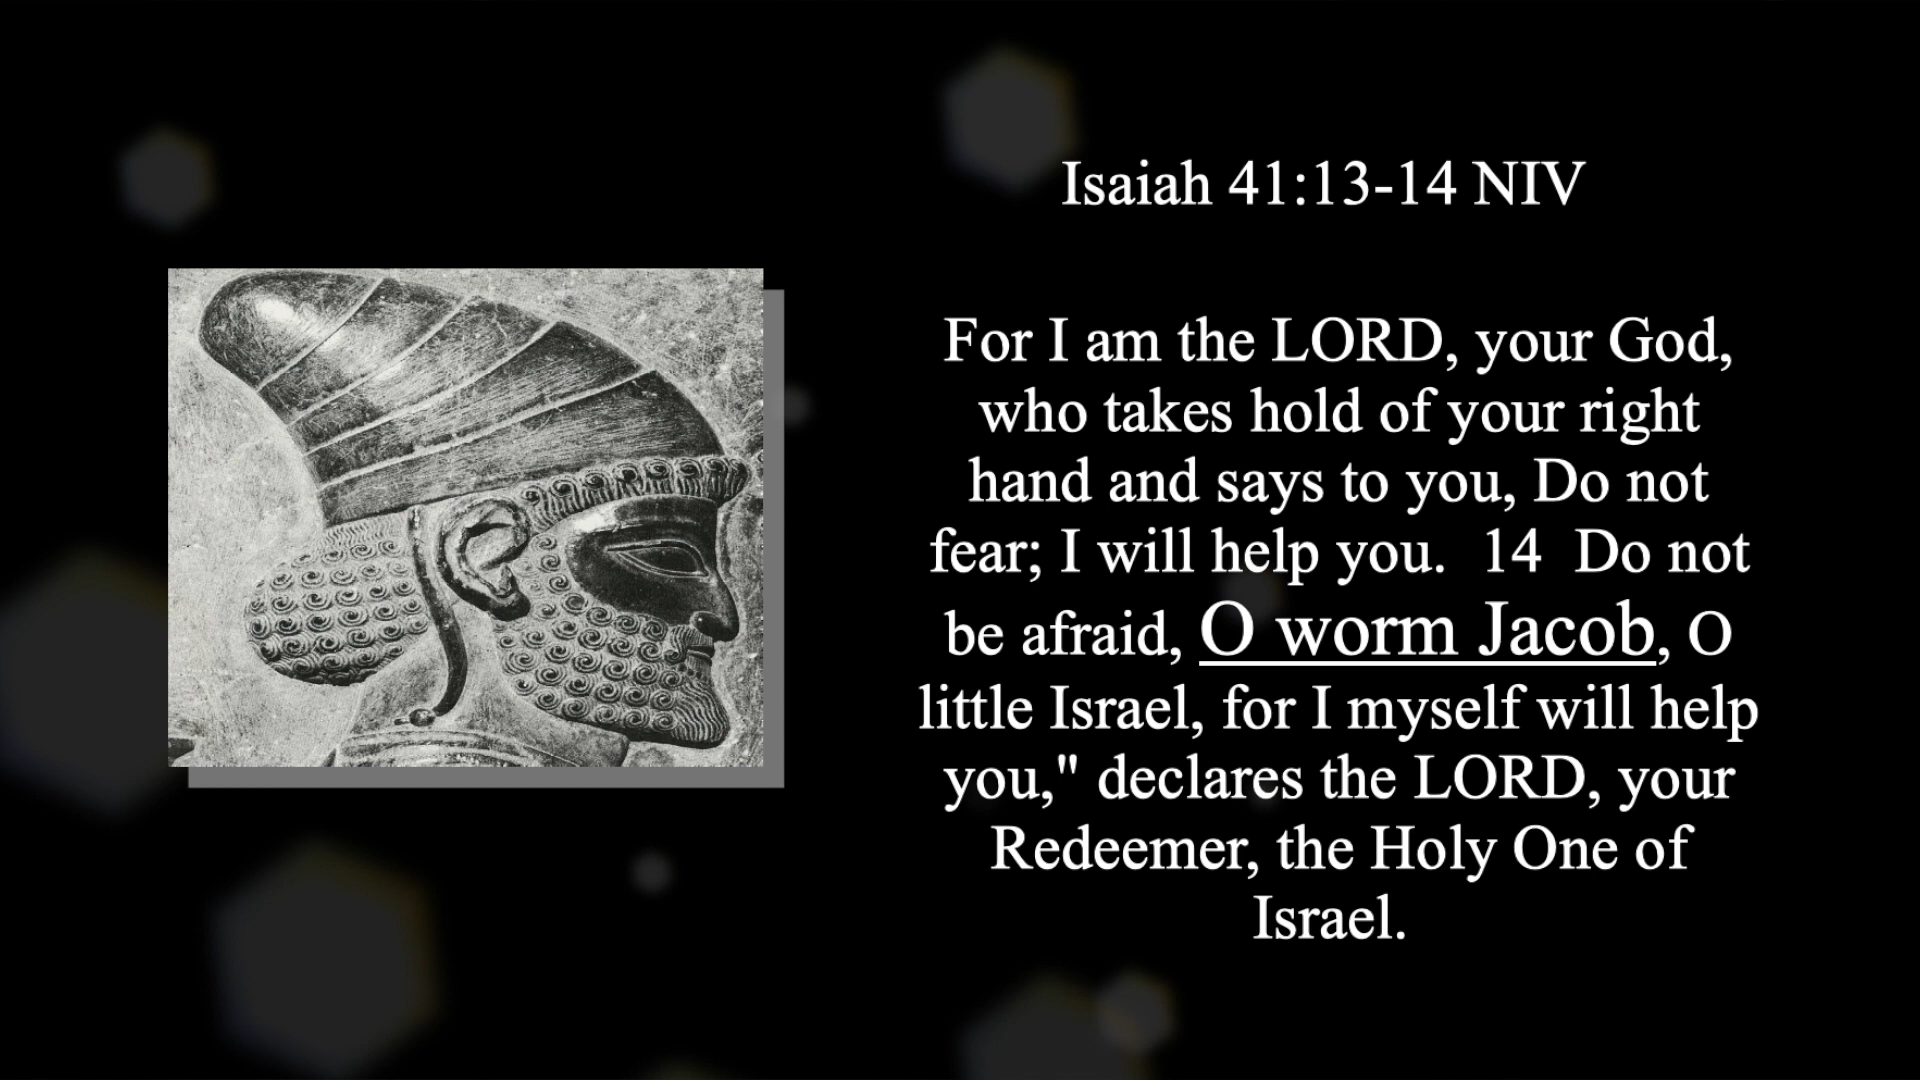 Isaiah 41:13-14 NIV
For I am the LORD, your God,
who takes hold of your right
hand and says to you, Do not
fear; I will help you.  14  Do not
be afraid, O worm Jacob, O
little Israel, for I myself will help
you," declares the LORD, your
Redeemer, the Holy One of
Israel.